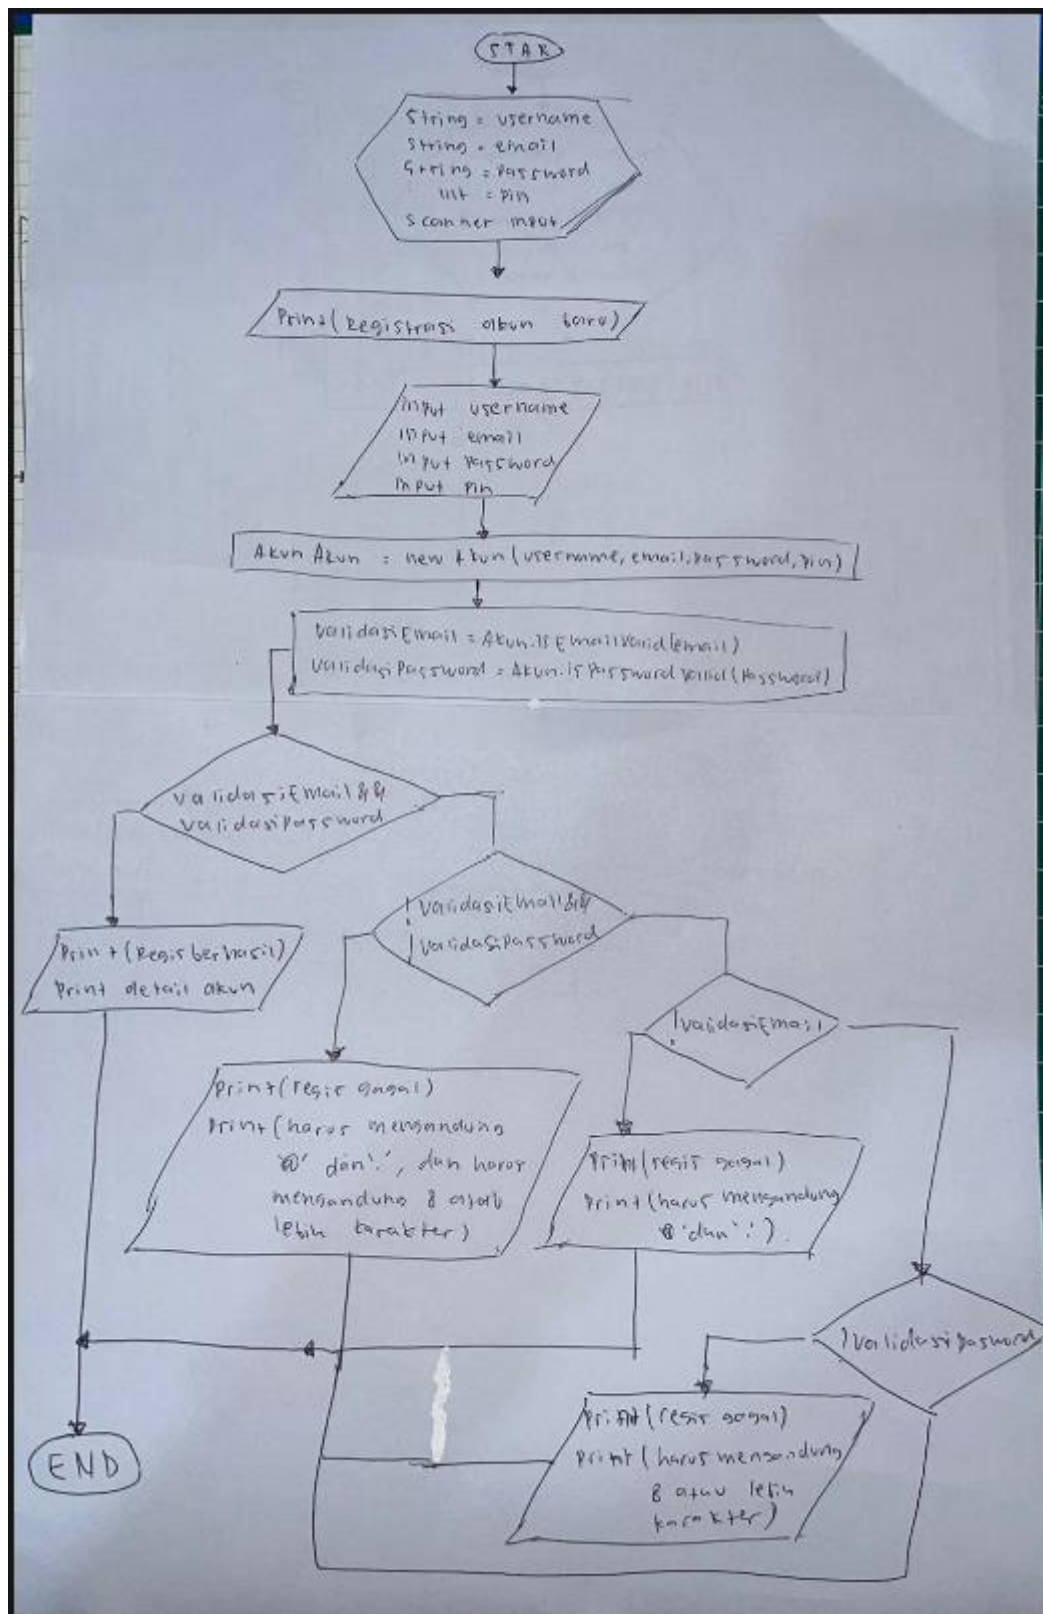 STAR
String = username
String = email
String = Password
int = pin
Scanner input
Print(Registrasi akun baru)
input username
input email
input Password
input pin
Akun Akun = new Akun(username, email, password, pin)
ValidasiEmail = Akun.isEmailValid(email)
ValidasiPassword = Akun.isPasswordValid(Password)
ValidasiEmail &&
ValidasiPassword
!ValidasiEmail &&
!ValidasiPassword
Print(Regis berhasil)
Print detail akun
!ValidasiEmail
Print(regis gagal)
Print(harus mengandung
'@' dan '.', dan harus
mengandung 8 atau
lebih karakter)
Print(regis gagal)
Print(harus mengandung
'@' dan '.').
!ValidasiPasword
Print(regis gagal)
Print(harus mengandung
8 atau lebih
karakter)
END